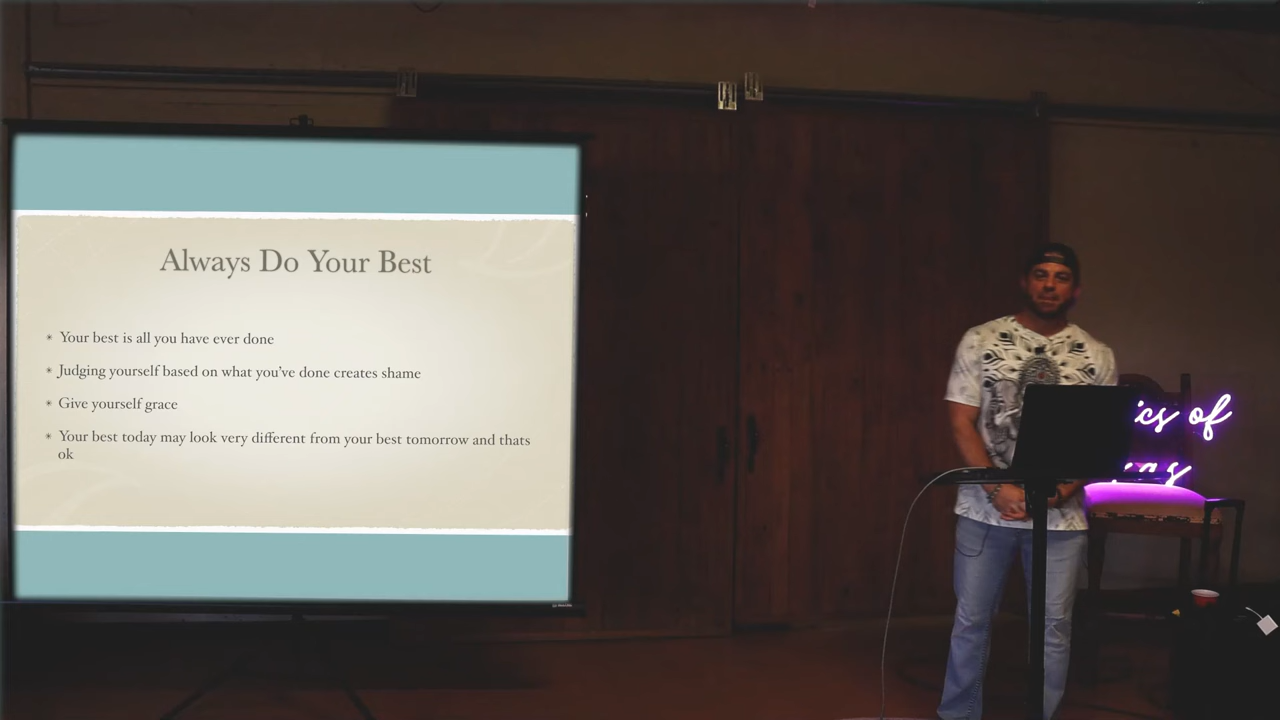 Always Do Your Best
* Your best is all you have ever done
* Judging yourself based on what you've done creates shame
* Give yourself grace
* Your best today may look very different from your best tomorrow and thats
ok
of